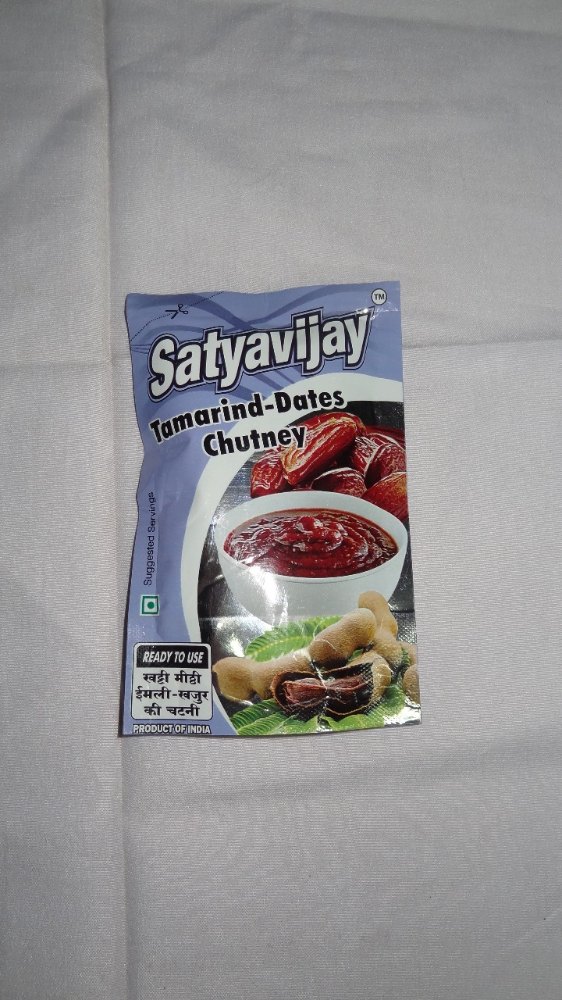 TM
Satyavijay
Tamarind-Dates
Chutney
Suggested Servings
READY TO USE
खट्टी मीठी
ईमली-खजुर
की चटनी
PRODUCT OF INDIA